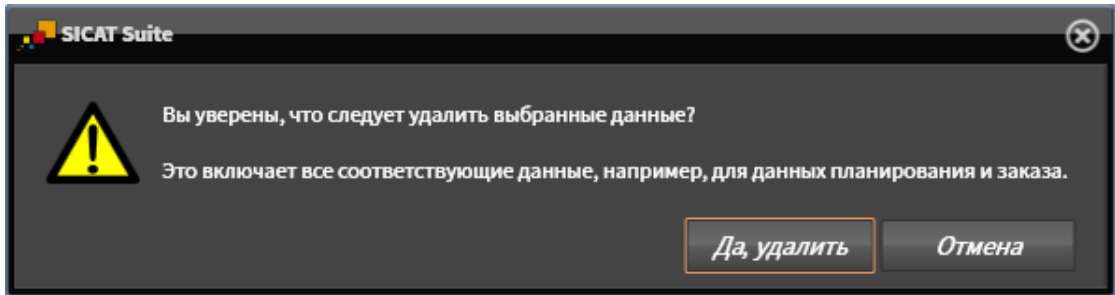 SICAT Suite
Вы уверены, что следует удалить выбранные данные?
Это включает все соответствующие данные, например, для данных планирования и заказа.
Да, удалить
Отмена